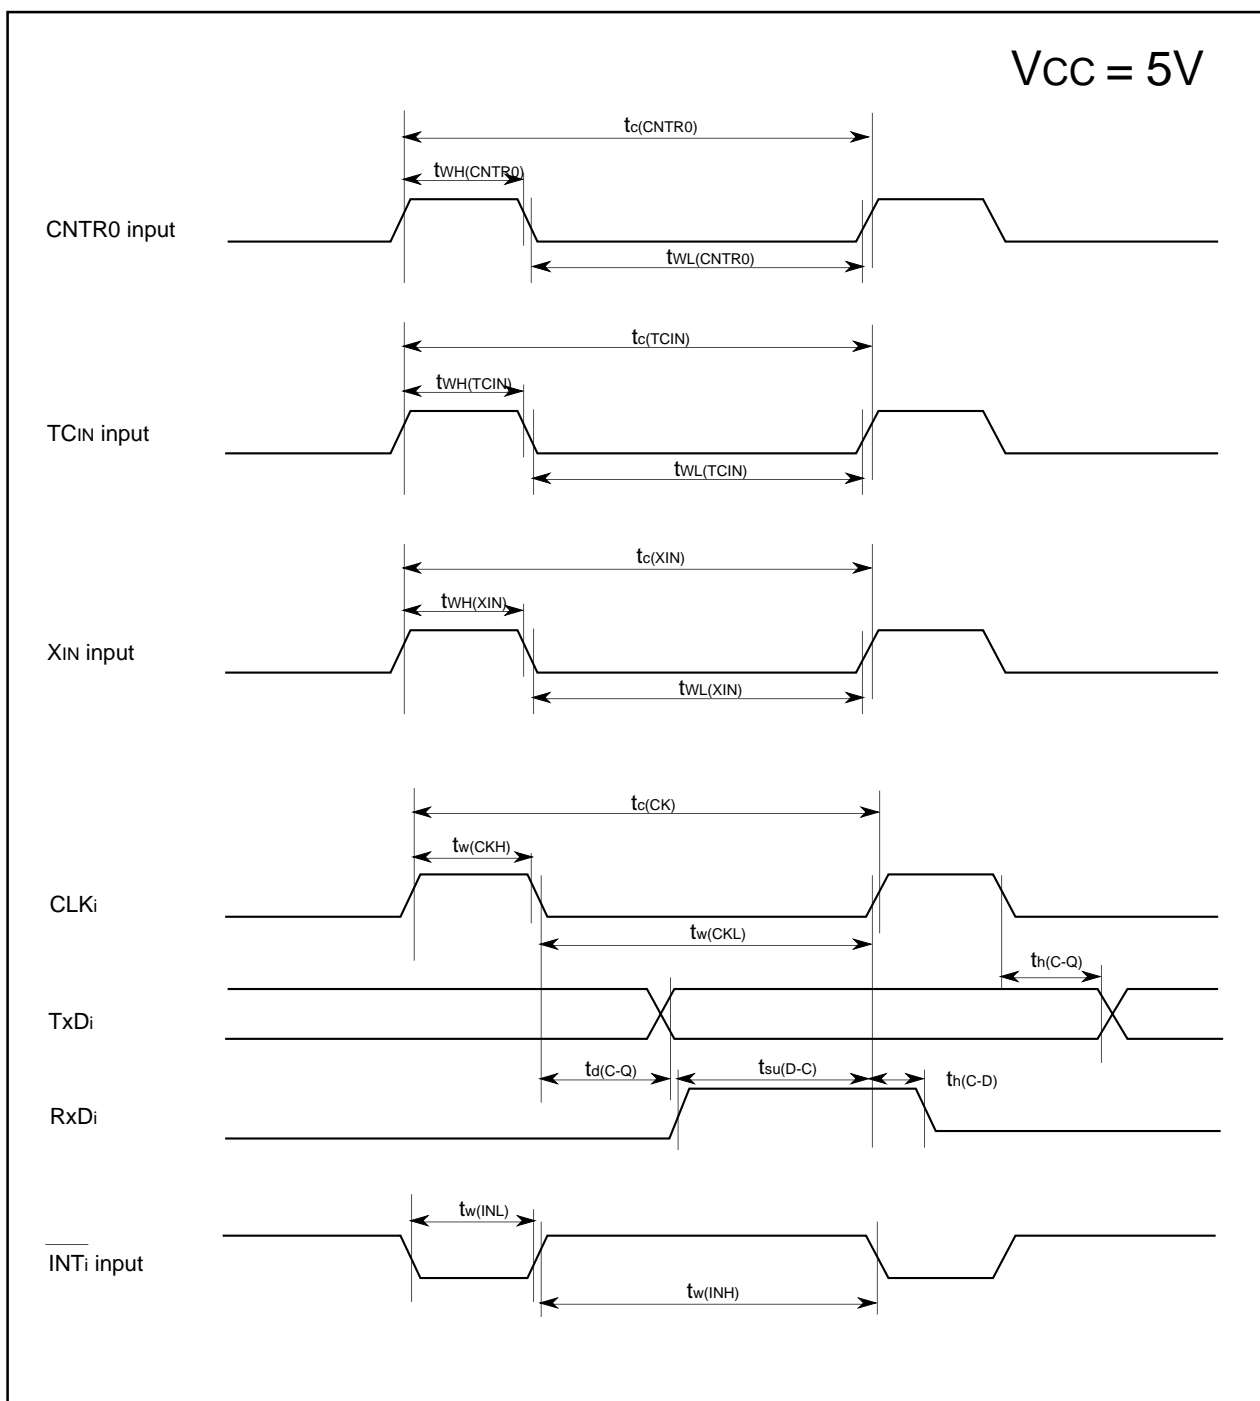 VCC = 5V
tc(CNTR0)
tWH(CNTR0)
CNTR0 input
tWL(CNTR0)
tc(TCIN)
tWH(TCIN)
TCIN input
tWL(TCIN)
tc(XIN)
tWH(XIN)
XIN input
tWL(XIN)
tc(CK)
tw(CKH)
CLKi
tw(CKL)
th(C-Q)
TxDi
td(C-Q)
tsu(D-C)
th(C-D)
RxDi
tw(INL)
INTi input
tw(INH)